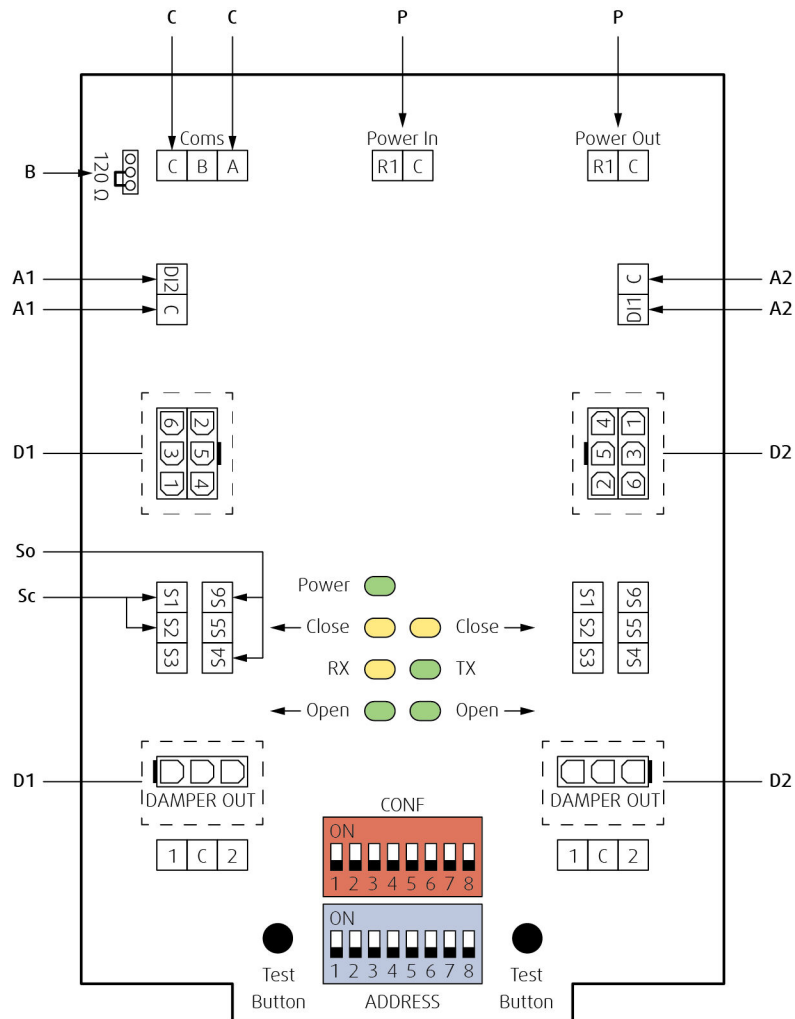 C C P P
Coms Power In Power Out
C B A R1 C R1 C
B 120 Ω
A1 DI2 C A2
A1 C DI1 A2
6 2 4 1
D1 3 5 5 3 D2
1 4 2 6
So
Power
Sc S1 S6 S1 S6
S2 S5 Close Close S2 S5
S3 S4 RX TX S3 S4
Open Open
D1 D2
DAMPER OUT DAMPER OUT
CONF
1 C 2 ON 1 C 2
1 2 3 4 5 6 7 8
ON
1 2 3 4 5 6 7 8
Test Test
Button ADDRESS Button